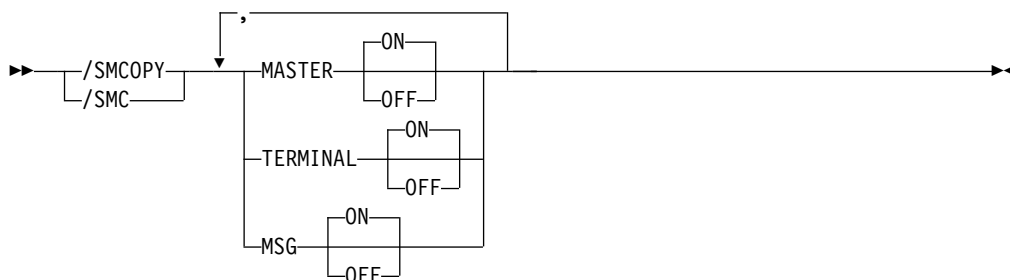 ,
ON
/SMCOPY MASTER
/SMC OFF
ON
TERMINAL
OFF
ON
MSG
OFF